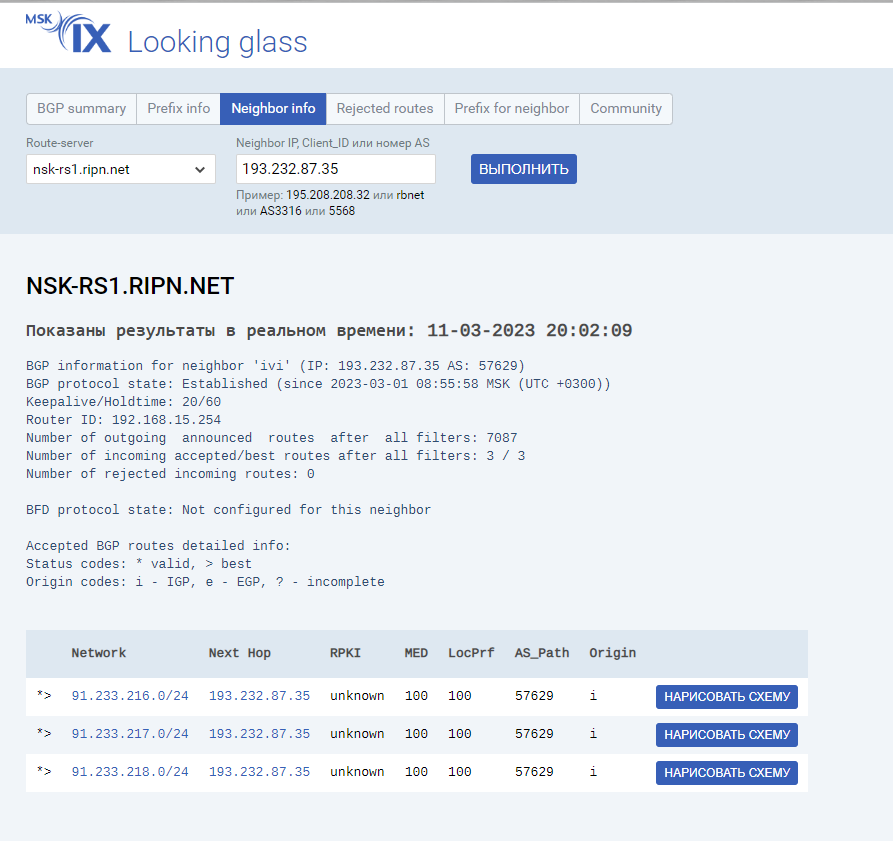 MSK IX Looking glass
BGP summary Prefix info Neighbor info Rejected routes Prefix for neighbor Community
Route-server Neighbor IP, Client_ID или номер AS
nsk-rs1.ripn.net 193.232.87.35 ВЫПОЛНИТЬ
Пример: 195.208.208.32 или rbnet
или AS3316 или 5568
NSK-RS1.RIPN.NET
Показаны результаты в реальном времени: 11-03-2023 20:02:09
BGP information for neighbor 'ivi' (IP: 193.232.87.35 AS: 57629)
BGP protocol state: Established (since 2023-03-01 08:55:58 MSK (UTC +0300))
Keepalive/Holdtime: 20/60
Router ID: 192.168.15.254
Number of outgoing  announced  routes  after  all filters: 7087
Number of incoming accepted/best routes after all filters: 3 / 3
Number of rejected incoming routes: 0
BFD protocol state: Not configured for this neighbor
Accepted BGP routes detailed info:
Status codes: * valid, > best
Origin codes: i - IGP, e - EGP, ? - incomplete
Network Next Hop RPKI MED LocPrf AS_Path Origin
*> 91.233.216.0/24 193.232.87.35 unknown 100 100 57629 i НАРИСОВАТЬ СХЕМУ
*> 91.233.217.0/24 193.232.87.35 unknown 100 100 57629 i НАРИСОВАТЬ СХЕМУ
*> 91.233.218.0/24 193.232.87.35 unknown 100 100 57629 i НАРИСОВАТЬ СХЕМУ